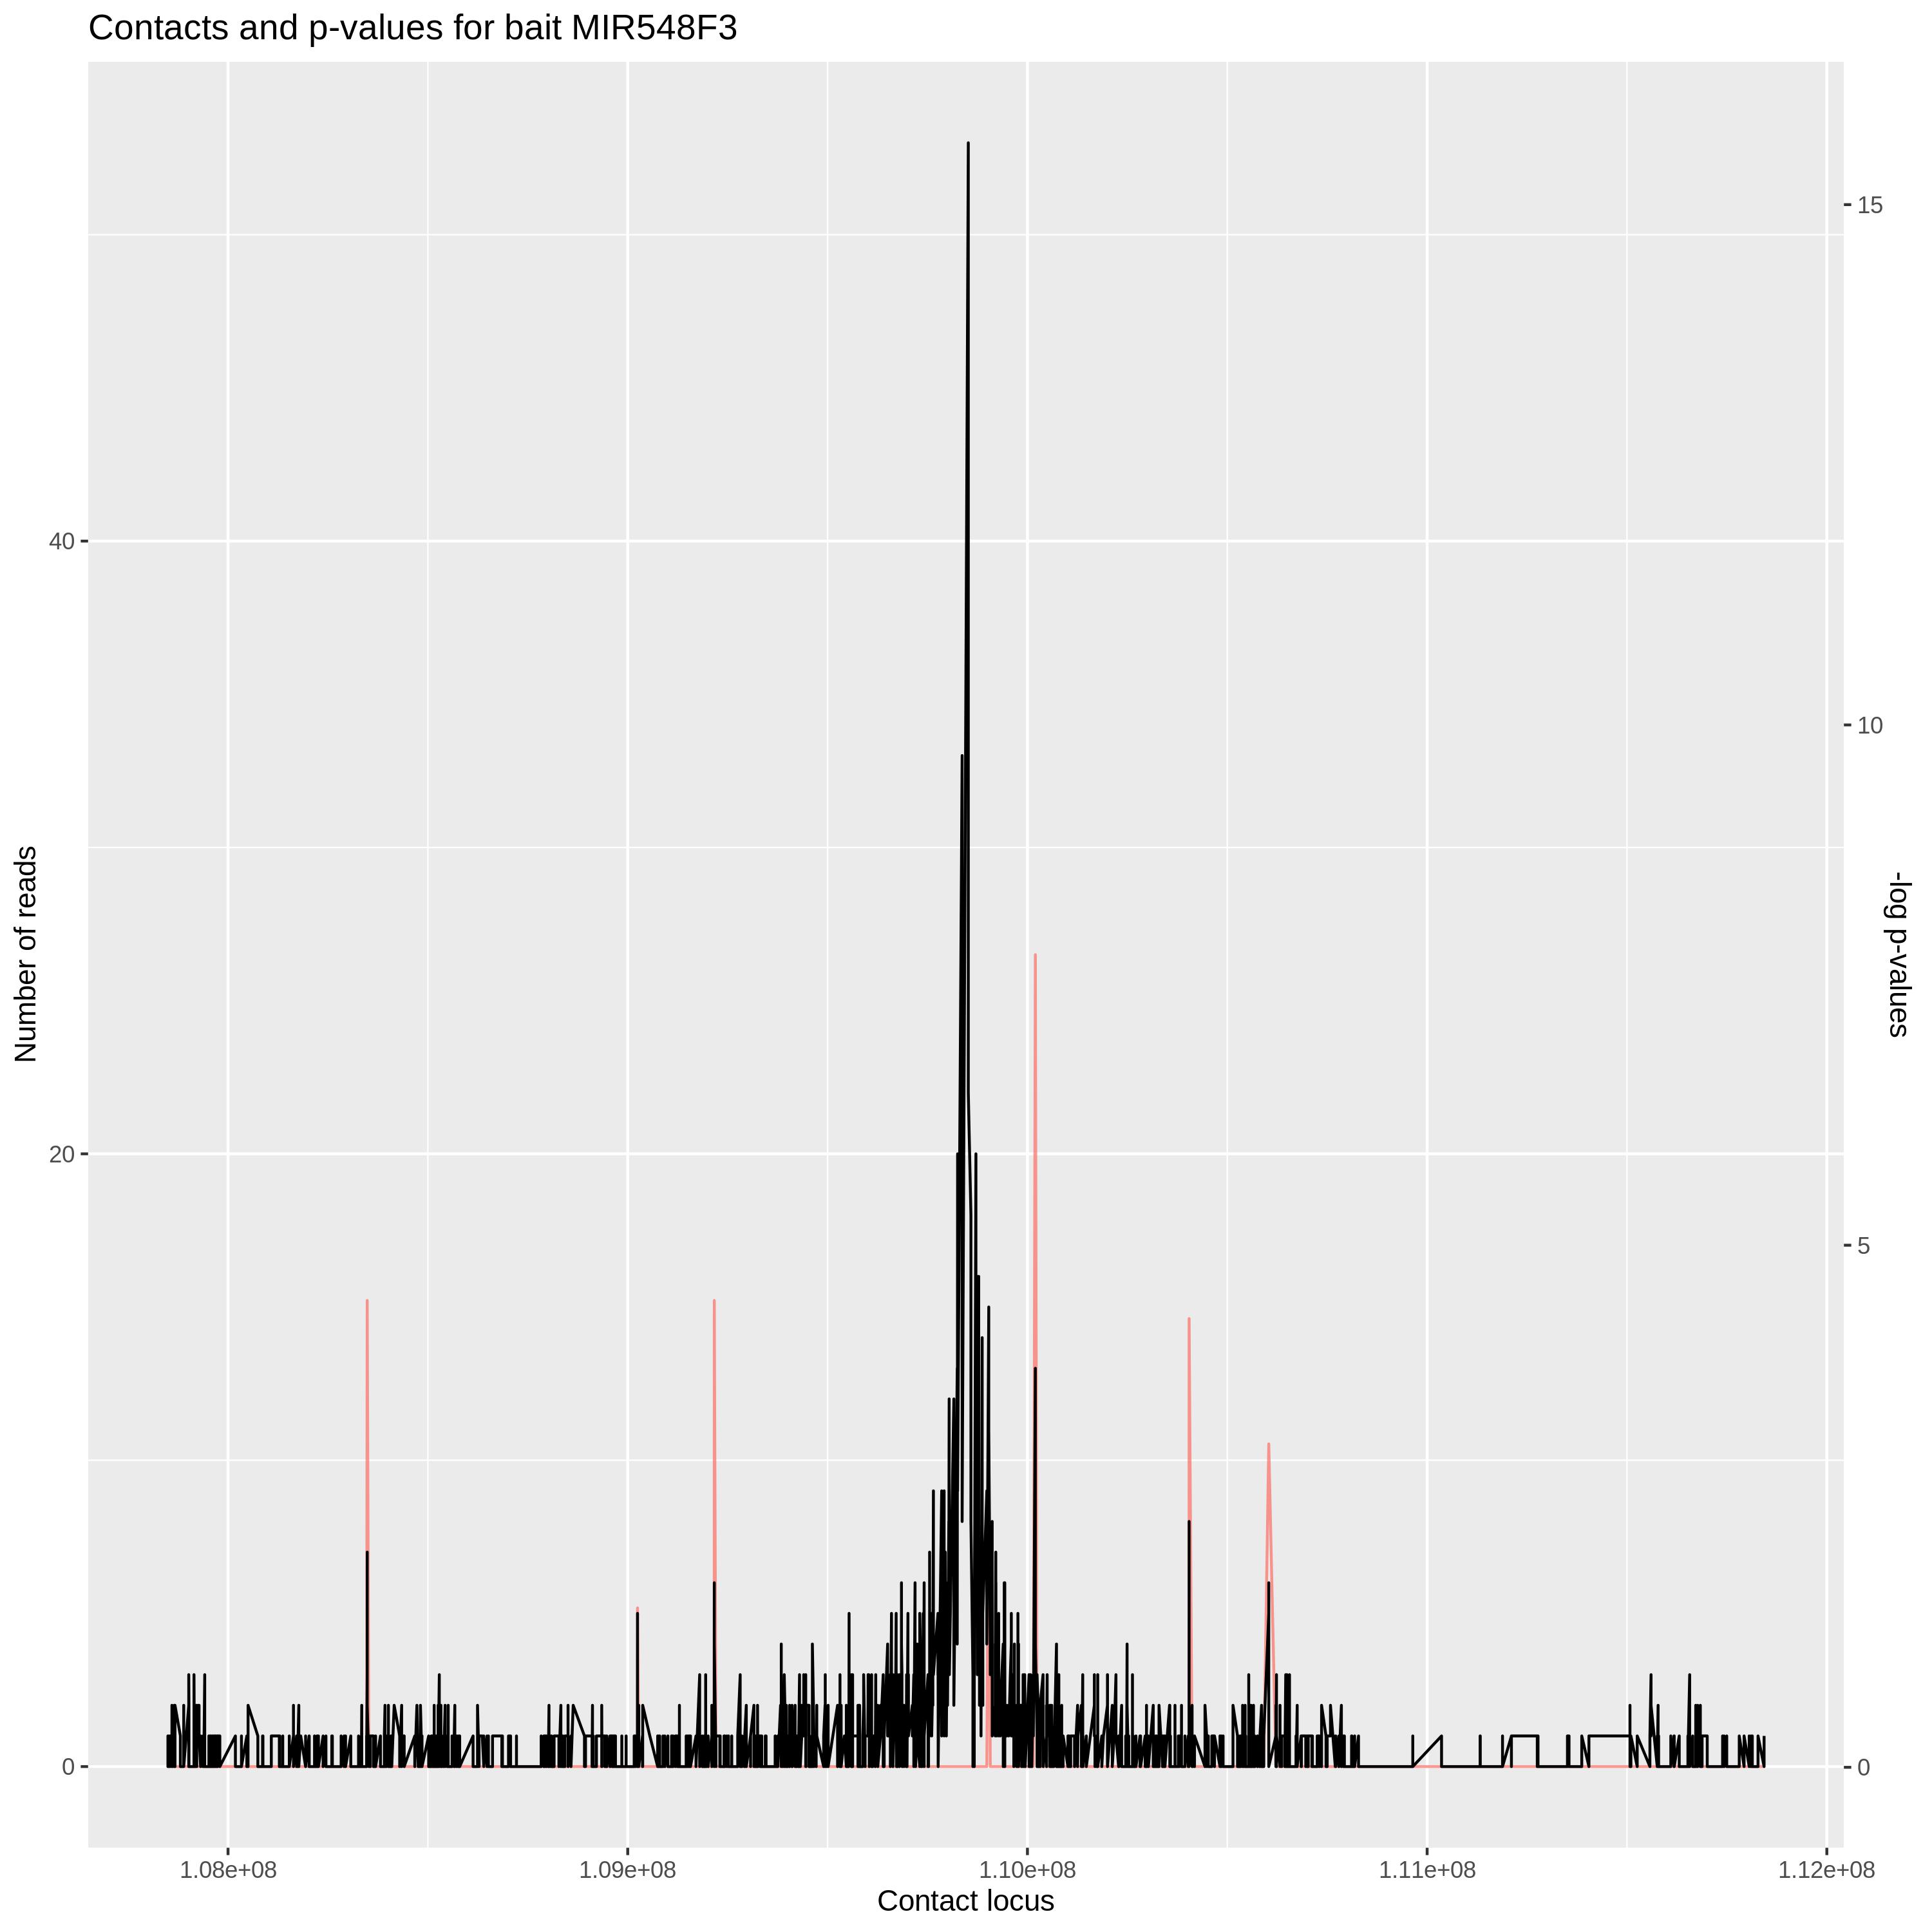 Contacts and p-values for bait MIR548F3
Number of reads
40
20
0
15
10
5
0
-log p-values
1.08e+08
1.09e+08
1.10e+08
1.11e+08
1.12e+08
Contact locus